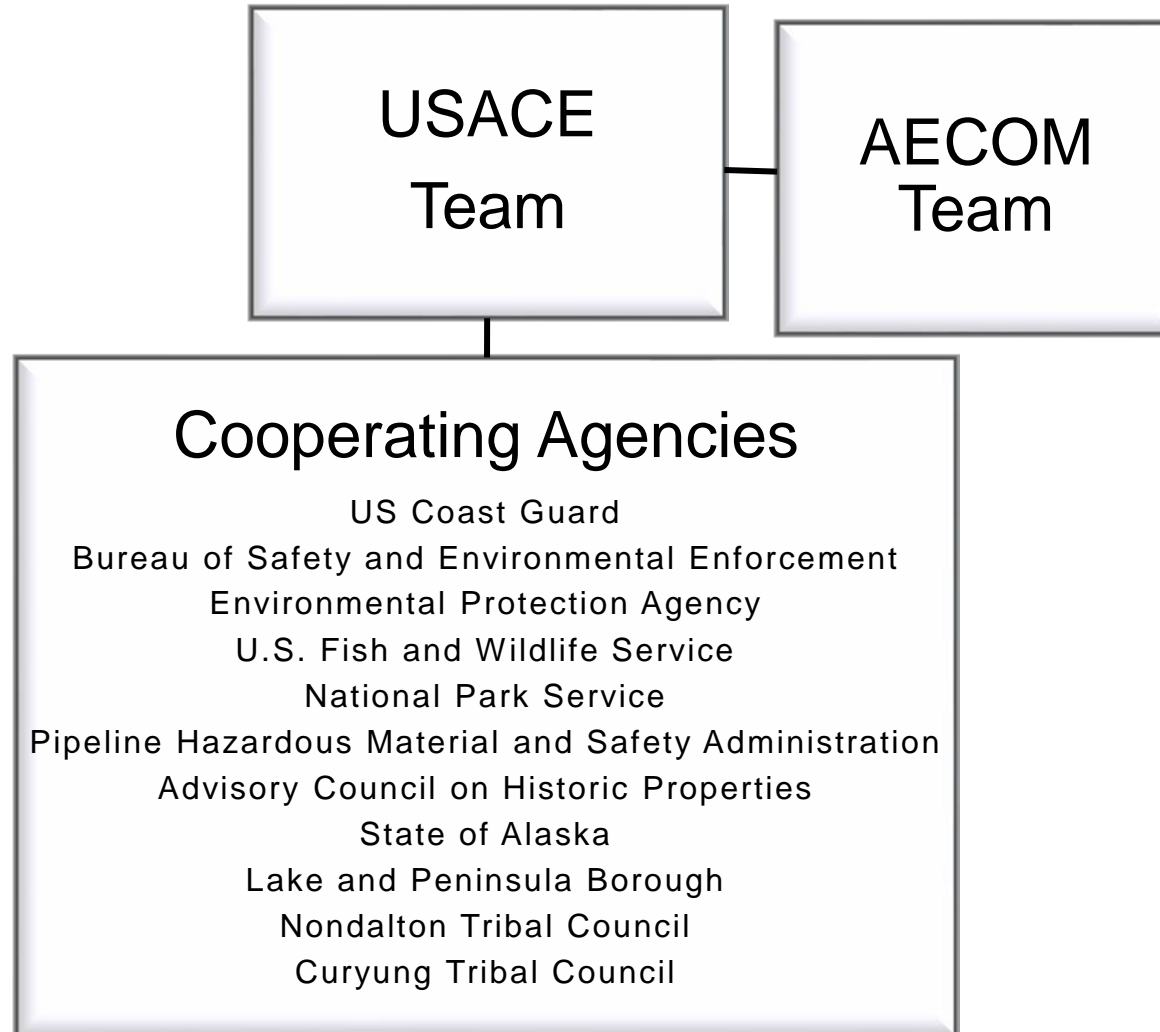 USACE
Team
AECOM
Team
Cooperating Agencies
US Coast Guard
Bureau of Safety and Environmental Enforcement
Environmental Protection Agency
U.S. Fish and Wildlife Service
National Park Service
Pipeline Hazardous Material and Safety Administration
Advisory Council on Historic Properties
State of Alaska
Lake and Peninsula Borough
Nondalton Tribal Council
Curyung Tribal Council